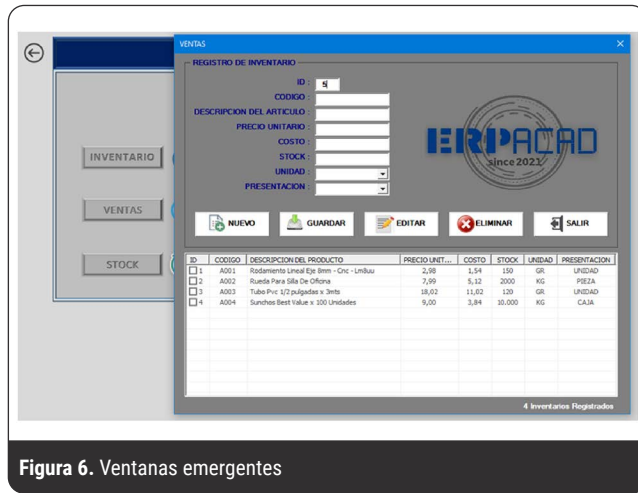 VENTAS
REGISTRO DE INVENTARIO
ID : 5
CODIGO :
DESCRIPCION DEL ARTICULO :
PRECIO UNITARIO :
COSTO :
STOCK :
UNIDAD :
PRESENTACION :
ERPACAD
since 2021
INVENTARIO
VENTAS
STOCK
NUEVO GUARDAR EDITAR ELIMINAR SALIR
ID CODIGO DESCRIPCION DEL PRODUCTO PRECIO UNIT... COSTO STOCK UNIDAD PRESENTACION
1 A001 Rodamiento Lineal Eje 8mm - Cnc - Lm8uu 2,98 1,54 150 GR. UNIDAD
2 A002 Rueda Para Silla De Oficina 7,99 5,12 2000 KG PIEZA
3 A003 Tubo Pvc 1/2 pulgadas x 3mts 18,02 11,02 120 GR. UNIDAD
4 A004 Sunchos Best Value x 100 Unidades 9,00 3,84 10.000 KG CAJA
4 Inventarios Registrados
Figura 6. Ventanas emergentes